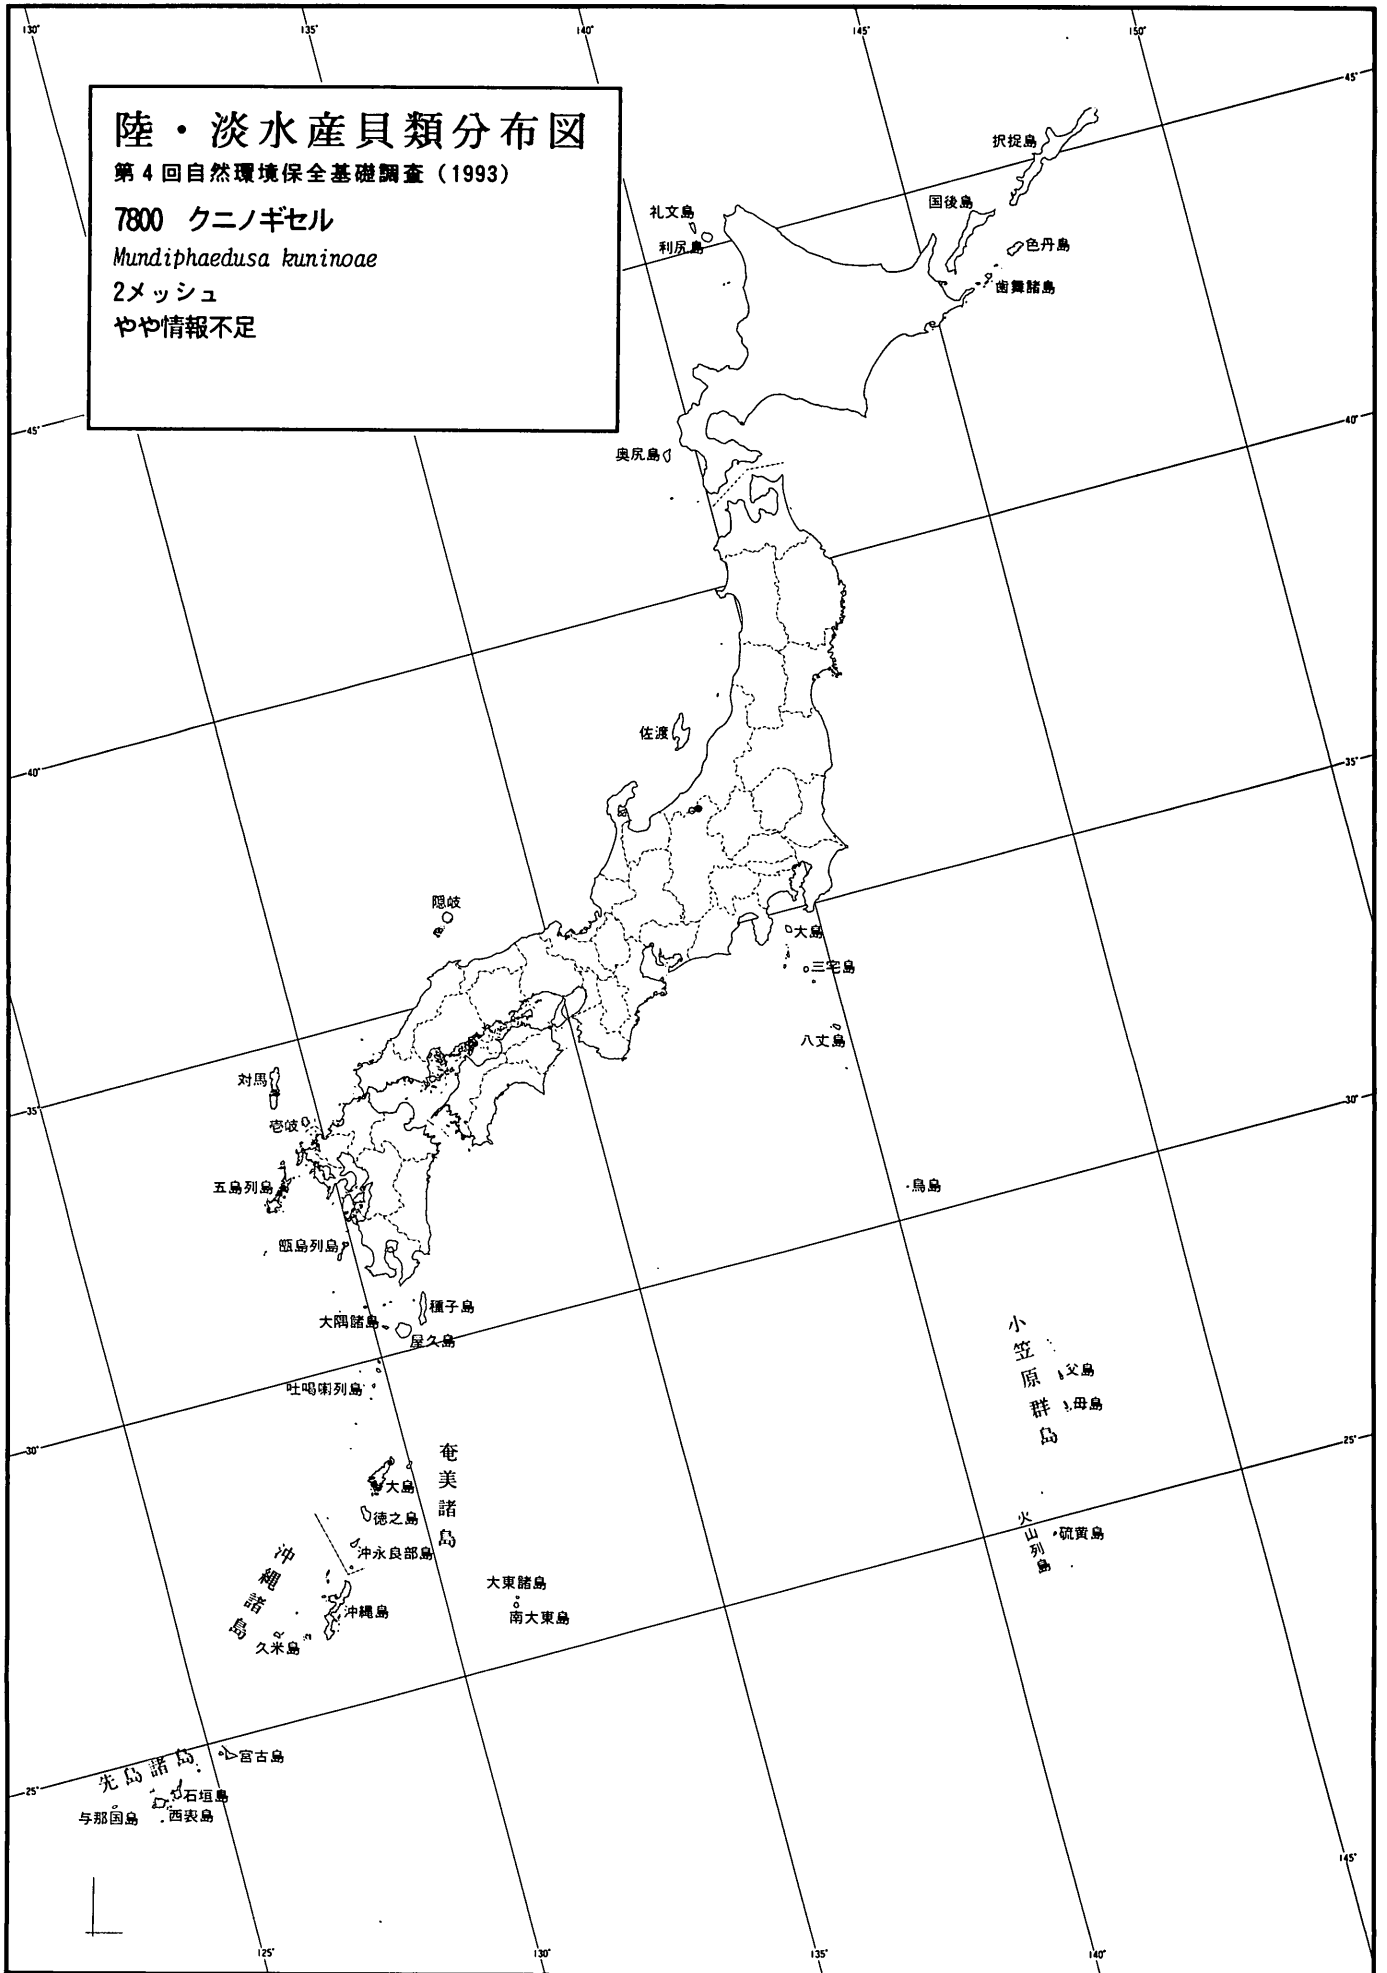 130°
135°
140°
145°
150°
陸・淡水産貝類分布図
第4回自然環境保全基礎調査（1993）
7800 クニノギセル
Mundiphaedusa kuninoae
2メッシュ
やや情報不足
45°
択捉島
国後島
色丹島
歯舞諸島
礼文島
利尻島
45°
40°
奥尻島
佐渡
40°
35°
隠岐
大島
三宅島
八丈島
対馬
壱岐
35°
30°
五島列島
鳥島
甑島列島
種子島
大隅諸島
屋久島
吐噶喇列島
小笠原群島
父島
母島
30°
25°
奄美諸島
大島
徳之島
沖永良部島
火山列島
硫黄島
沖縄諸島
沖縄島
久米島
大東諸島
南大東島
先島諸島
宮古島
石垣島
西表島
与那国島
25°
145°
125°
130°
135°
140°